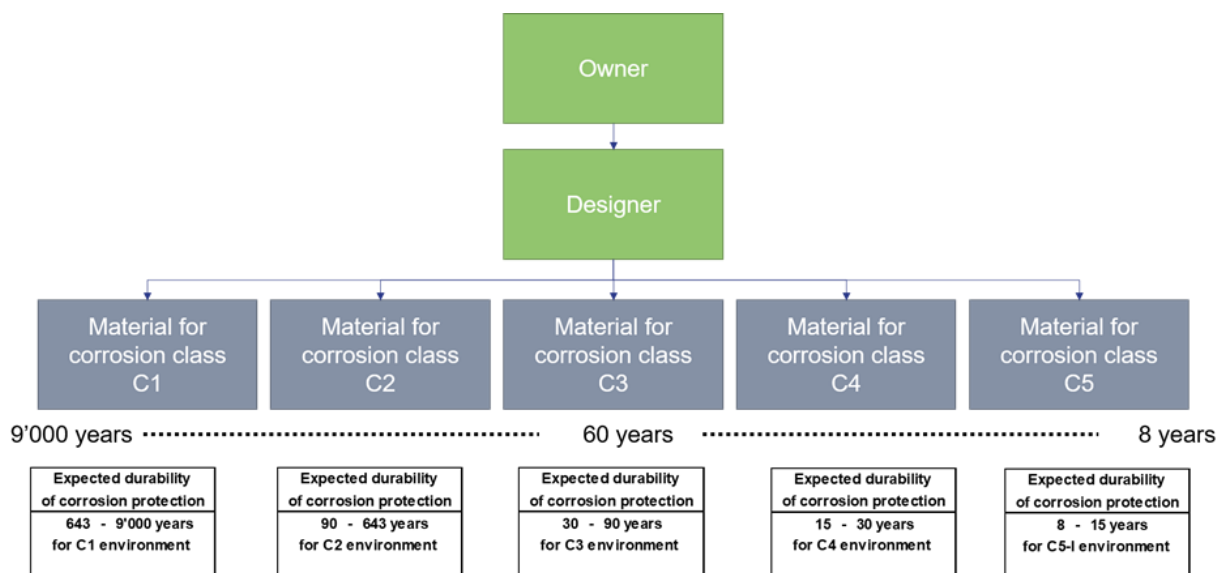 Owner
Designer
Material for
corrosion class
C1
Material for
corrosion class
C2
Material for
corrosion class
C3
Material for
corrosion class
C4
Material for
corrosion class
C5
9'000 years
60 years
8 years
Expected durability
of corrosion protection
643 - 9'000 years
for C1 environment
Expected durability
of corrosion protection
90 - 643 years
for C2 environment
Expected durability
of corrosion protection
30 - 90 years
for C3 environment
Expected durability
of corrosion protection
15 - 30 years
for C4 environment
Expected durability
of corrosion protection
8 - 15 years
for C5-I environment